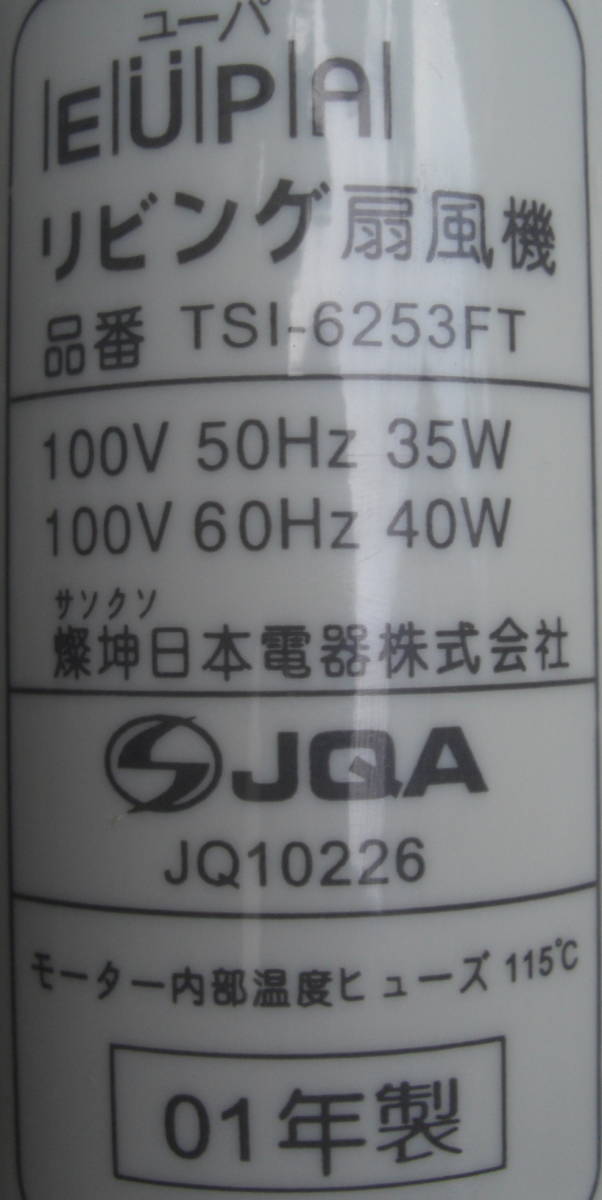 ユーパ
EÜPA
リビング扇風機
品番 TSI-6253FT
100V 50Hz 35W
100V 60Hz 40W
サソクソ
燦坤日本電器株式会社
JQA
JQ10226
モーター内部温度ヒューズ 115℃
01年製